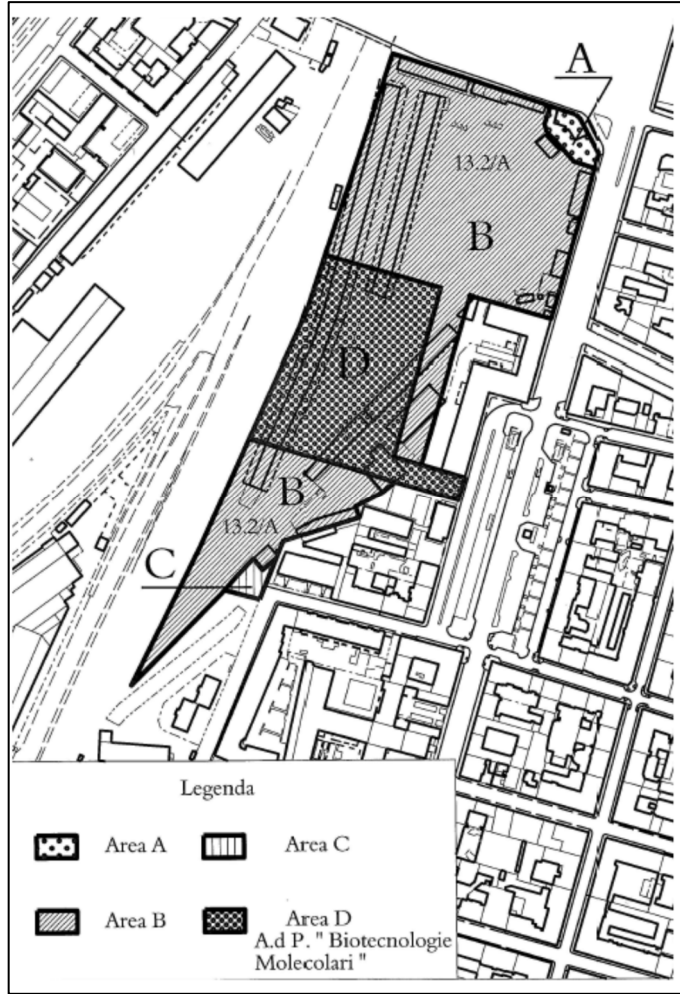 A
13.2/A
B
D
B
13.2/A
C
Legenda
Area A
Area C
Area B
Area D
A.d P. " Biotecnologie
Molecolari "